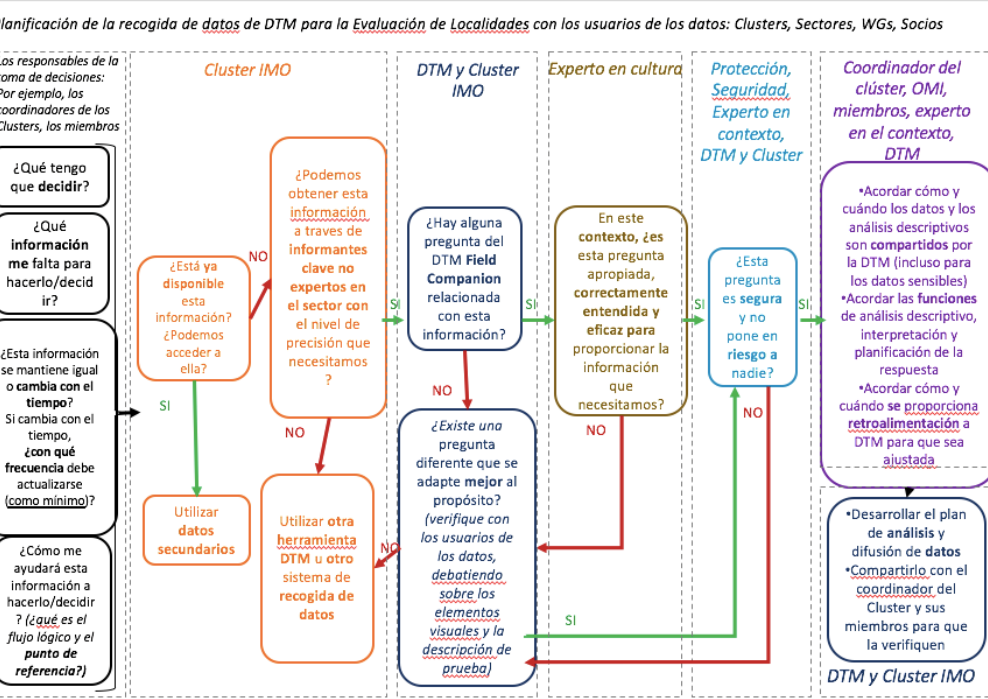 Planificación de la recogida de datos de DTM para la Evaluación de Localidades con los usuarios de los datos: Clusters, Sectores, WGs, Socios
Los responsables de la
toma de decisiones:
Por ejemplo, los
coordinadores de los
Clusters, los miembros
¿Qué tengo
que decidir?
¿Qué
información
me falta para
hacerlo/decid
ir?
¿Esta información
se mantiene igual
o cambia con el
tiempo?
Si cambia con el
tiempo,
¿con qué
frecuencia debe
actualizarse
(como mínimo)?
¿Cómo me
ayudará esta
información a
hacerlo/decidir
? (¿qué es el
flujo lógico y el
punto de
referencia?)
Cluster IMO
¿Está ya
disponible
esta
información?
¿Podemos
acceder a
ella?
NO
SI
Utilizar
datos
secundarios
¿Podemos
obtener esta
información
a traves de
informantes
clave no
expertos en
el sector con
el nivel de
precisión que
necesitamos
?
SI
NO
Utilizar otra
herramienta
DTM u otro
sistema de
recogida de
datos
DTM y Cluster
IMO
¿Hay alguna
pregunta del
DTM Field
Companion
relacionada
con esta
información?
SI
NO
¿Existe una
pregunta
diferente que se
adapte mejor al
propósito?
(verifique con
los usuarios de
los datos,
debatiendo
sobre los
elementos
visuales y la
descripción de
prueba)
NO
SI
Experto en cultura
En este
contexto, ¿es
esta pregunta
apropiada,
correctamente
entendida y
eficaz para
proporcionar la
información
que
necesitamos?
SI
NO
Protección,
Seguridad,
Experto en
contexto,
DTM y Cluster
¿Esta
pregunta
es segura
y no
pone en
riesgo a
nadie?
SI
NO
Coordinador del
clúster, OMI,
miembros, experto
en el contexto,
DTM
•Acordar cómo y
cuándo los datos y los
análisis descriptivos
son compartidos por
la DTM (incluso para
los datos sensibles)
•Acordar las funciones
de análisis descriptivo,
interpretación y
planificación de la
respuesta
•Acordar cómo y
cuándo se proporciona
retroalimentación a
DTM para que sea
ajustada
•Desarrollar el plan
de análisis y
difusión de datos
•Compartirlo con el
coordinador del
Cluster y sus
miembros para que
la verifiquen
DTM y Cluster IMO